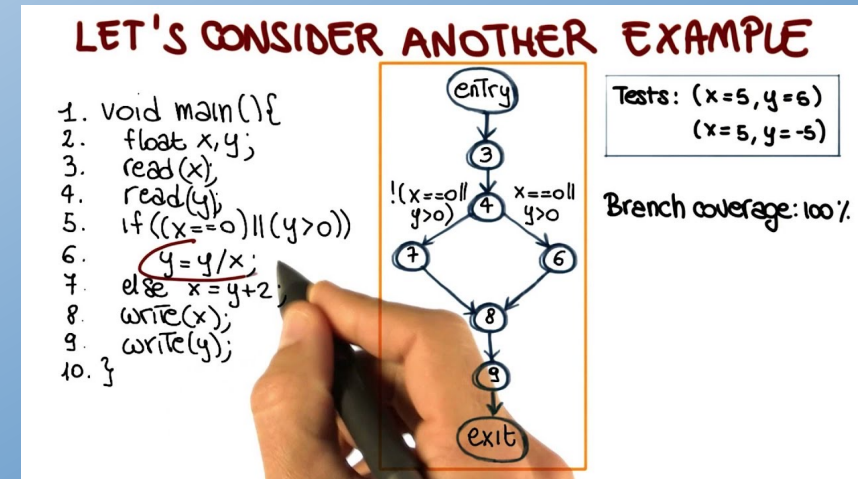 LET'S CONSIDER ANOTHER EXAMPLE
1. void main(){
2. float x,y;
3. read(x);
4. read(y);
5. if((x==0)||(y>0))
6. y=y/x;
7. else x=y+2;
8. write(x);
9. write(y);
10. }
entry
3
!(x==0||
y>0)
4
x==0||
y>0
7
6
8
9
exit
Tests: (x=5, y=6)
(x=5, y=-5)
Branch coverage: 100%